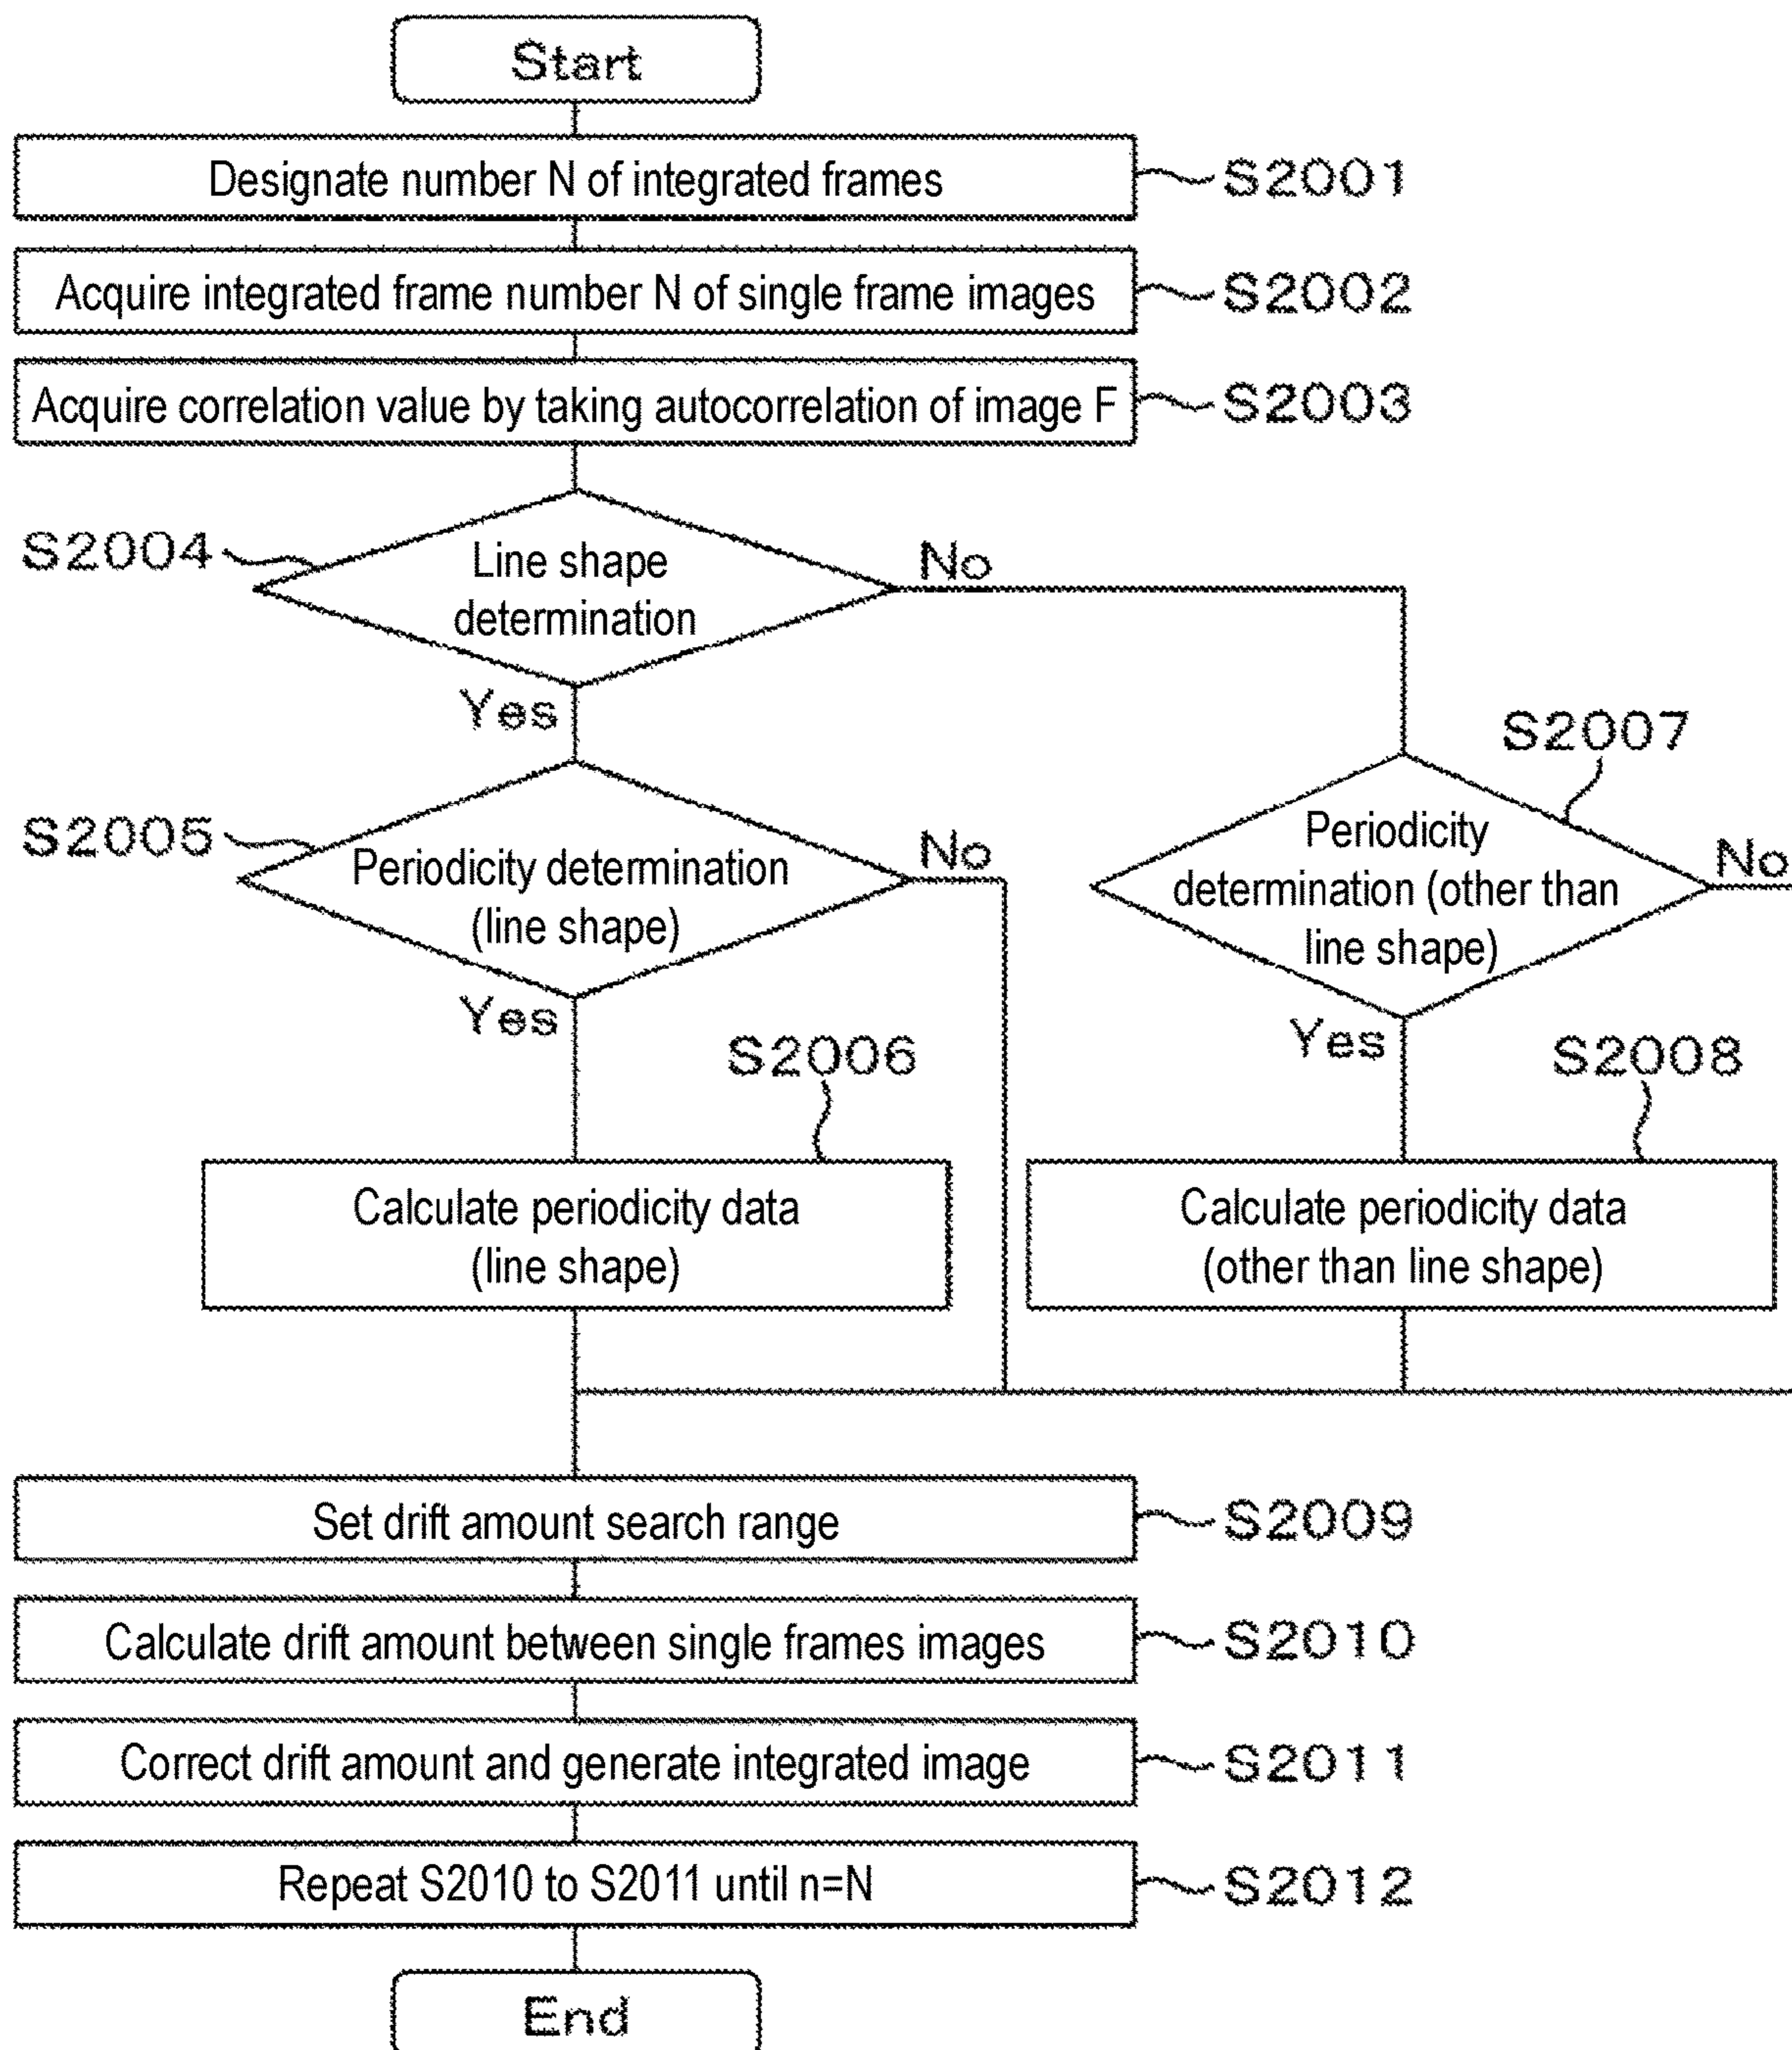 Start
Designate number N of integrated frames
S2001
Acquire integrated frame number N of single frame images
S2002
Acquire correlation value by taking autocorrelation of image F
S2003
S2004
Line shape
determination
No
Yes
S2005
Periodicity determination
(line shape)
No
Yes
S2007
Periodicity
determination (other than
line shape)
No
Yes
S2006
Calculate periodicity data
(line shape)
S2008
Calculate periodicity data
(other than line shape)
Set drift amount search range
S2009
Calculate drift amount between single frames images
S2010
Correct drift amount and generate integrated image
S2011
Repeat S2010 to S2011 until n=N
S2012
End